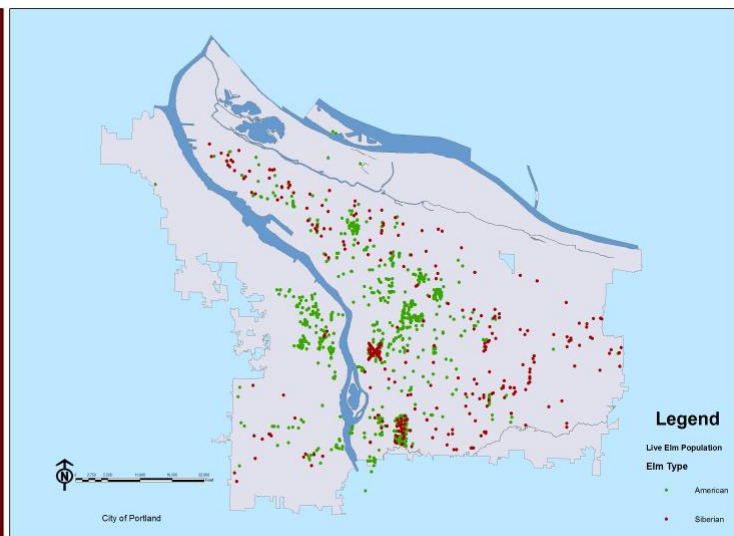 Legend
Live Elm Population
Elm Type
American
Siberian
N
City of Portland